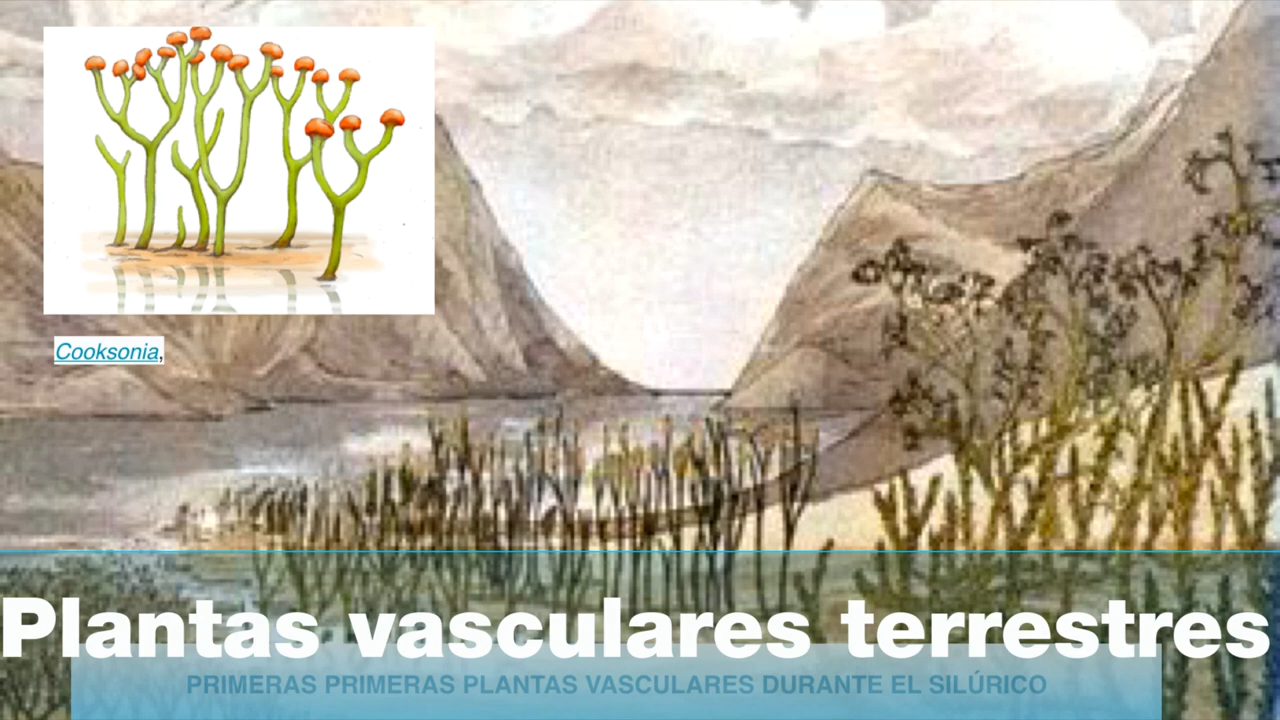 Cooksonia,
Plantas vasculares terrestres
PRIMERAS PRIMERAS PLANTAS VASCULARES DURANTE EL SILÚRICO